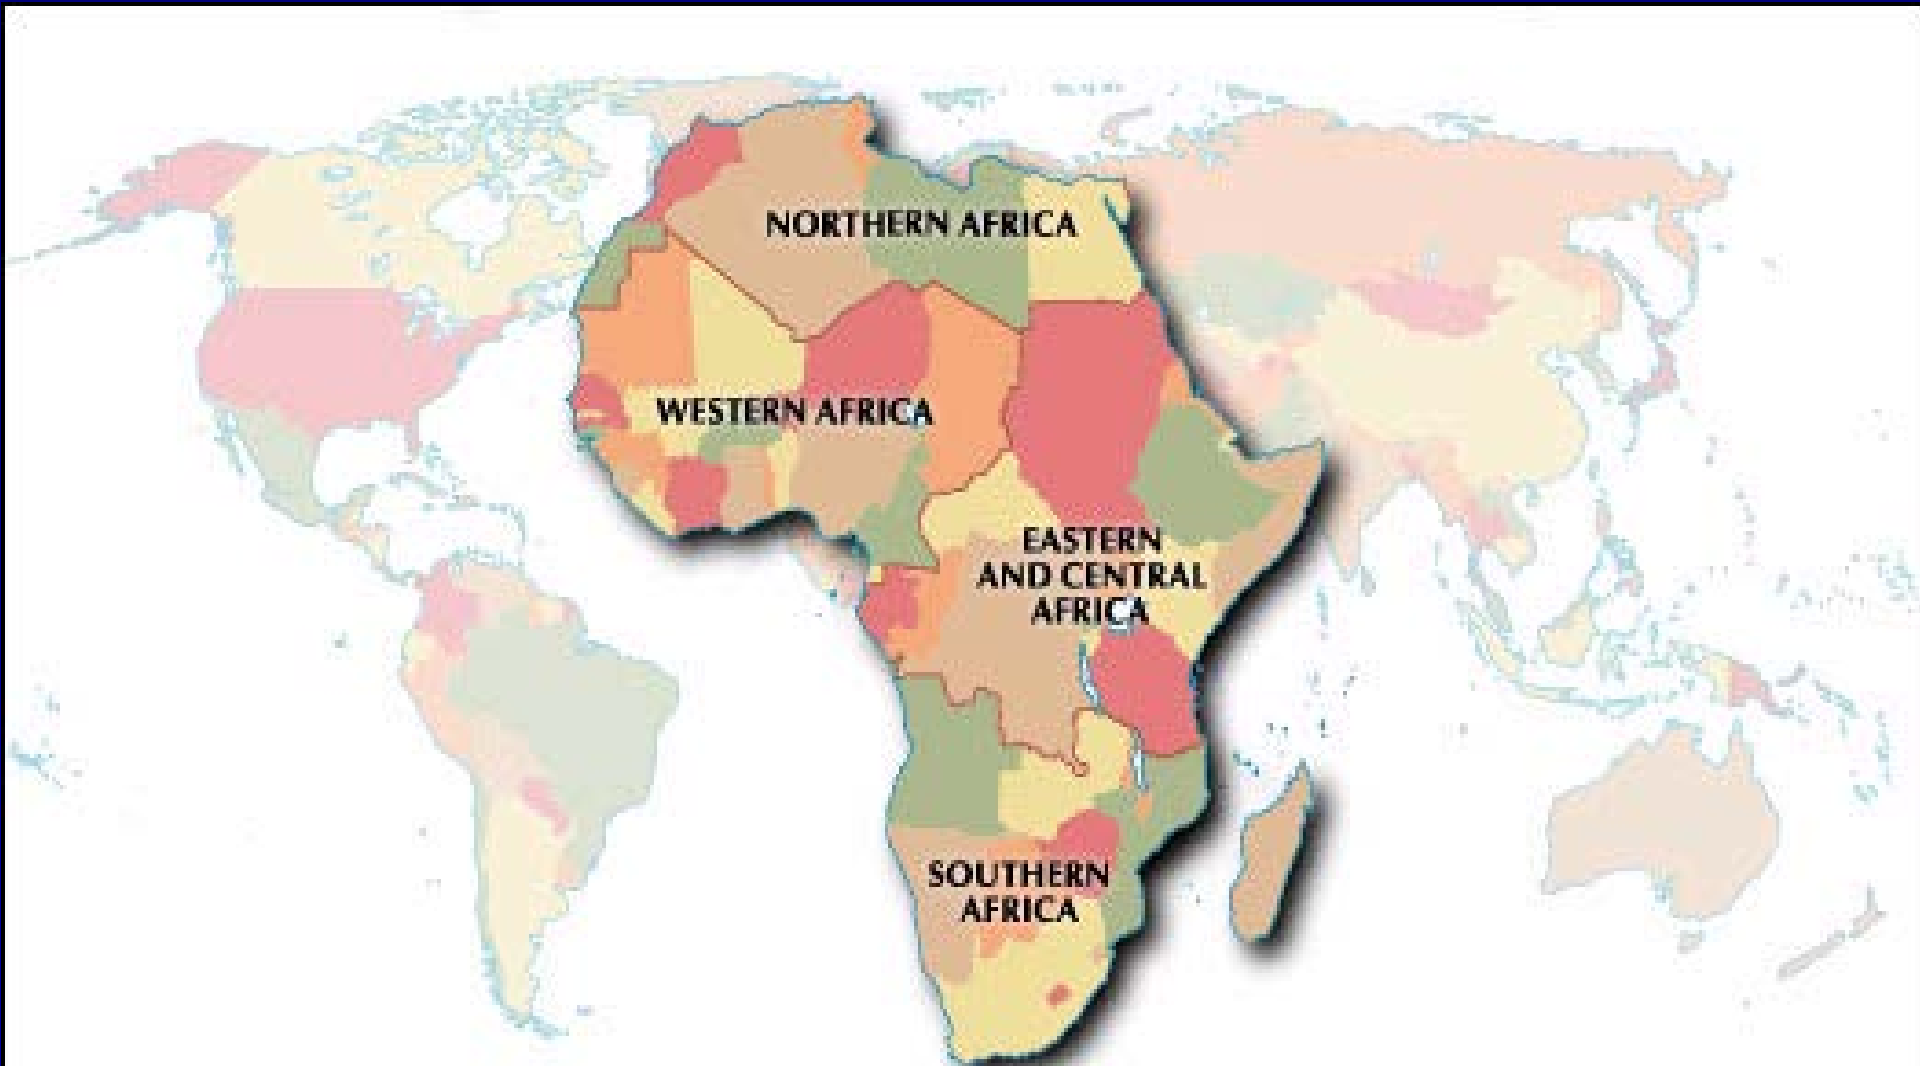 NORTHERN AFRICA
WESTERN AFRICA
EASTERN
AND CENTRAL
AFRICA
SOUTHERN
AFRICA